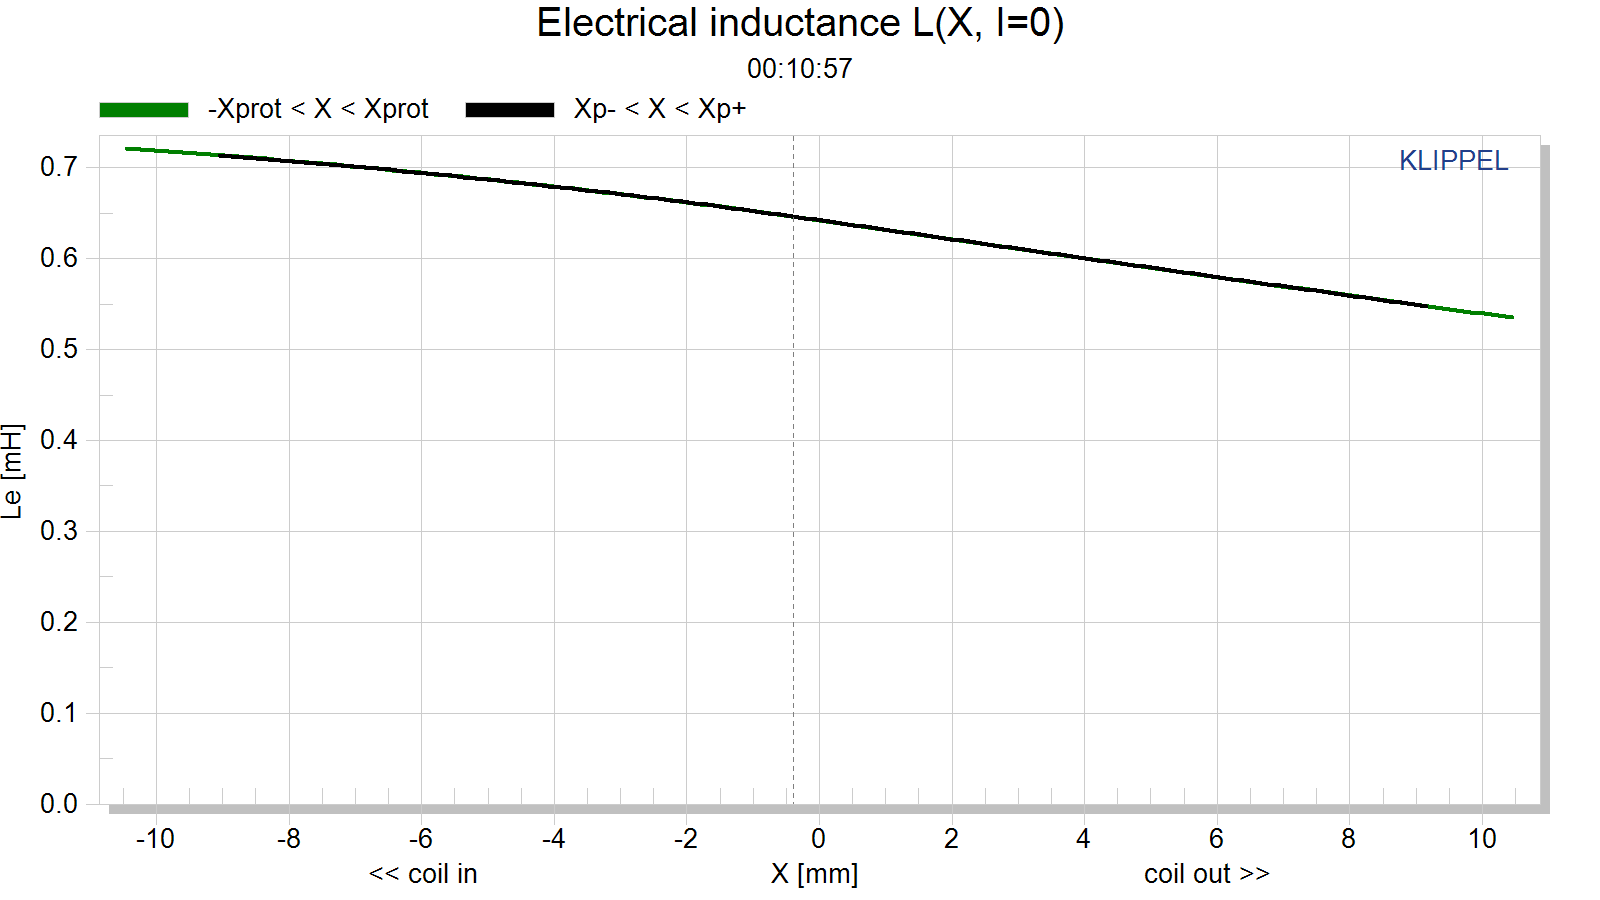 Electrical inductance L(X, I=0)
00:10:57
-Xprot < X < Xprot    Xp- < X < Xp+
KLIPPEL
Le [mH]
0.7
0.6
0.5
0.4
0.3
0.2
0.1
0.0
-10 -8 -6 -4 -2 0 2 4 6 8 10
<< coil in    X [mm]    coil out >>